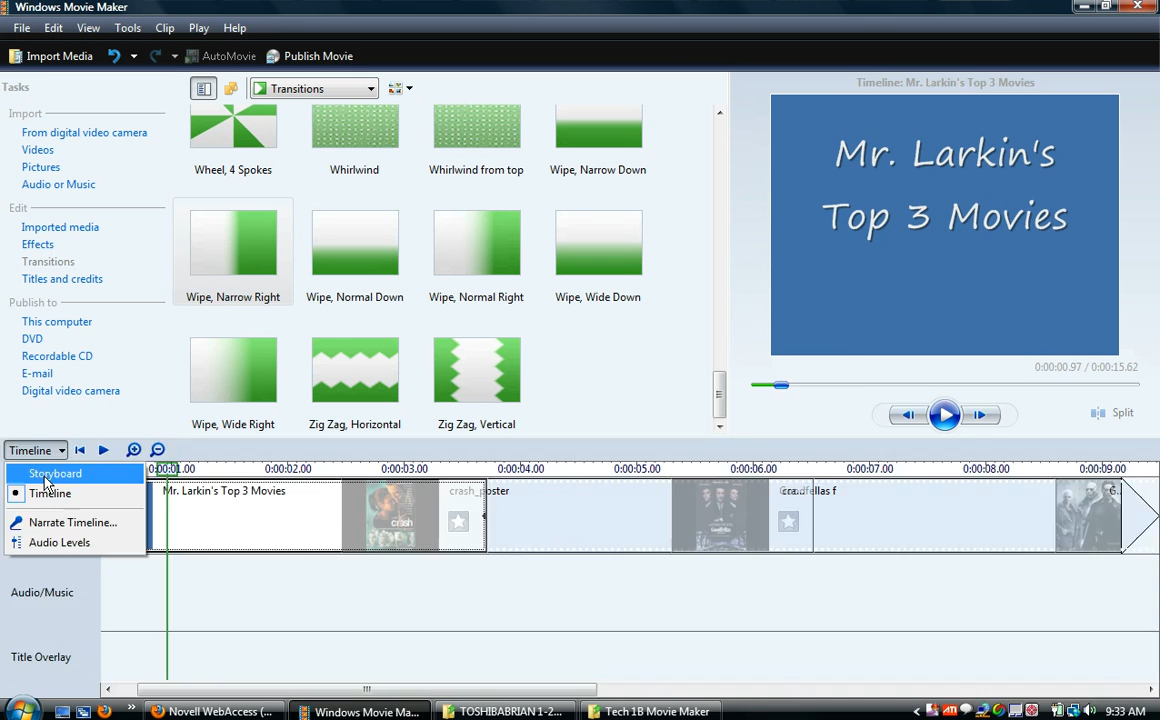 Windows Movie Maker
File Edit View Tools Clip Play Help
Import Media AutoMovie Publish Movie
Tasks
Import
From digital video camera
Videos
Pictures
Audio or Music
Edit
Imported media
Effects
Transitions
Titles and credits
Publish to
This computer
DVD
Recordable CD
E-mail
Digital video camera
Transitions
Wheel, 4 Spokes Whirlwind Whirlwind from top Wipe, Narrow Down
Wipe, Narrow Right Wipe, Normal Down Wipe, Normal Right Wipe, Wide Down
Wipe, Wide Right Zig Zag, Horizontal Zig Zag, Vertical
Timeline: Mr. Larkin's Top 3 Movies
Mr. Larkin's
Top 3 Movies
0:00:00.97 / 0:00:15.62
Split
Timeline
Storyboard
Timeline
Narrate Timeline...
Audio Levels
0:00:01.00 0:00:02.00 0:00:03.00 0:00:04.00 0:00:05.00 0:00:06.00 0:00:07.00 0:00:08.00 0:00:09.00
Mr. Larkin's Top 3 Movies crash_poster
crash
Audio/Music
Title Overlay
Novell WebAccess (... Windows Movie Ma... TOSHIBABRIAN 1-2... Tech 1B Movie Maker 9:33 AM